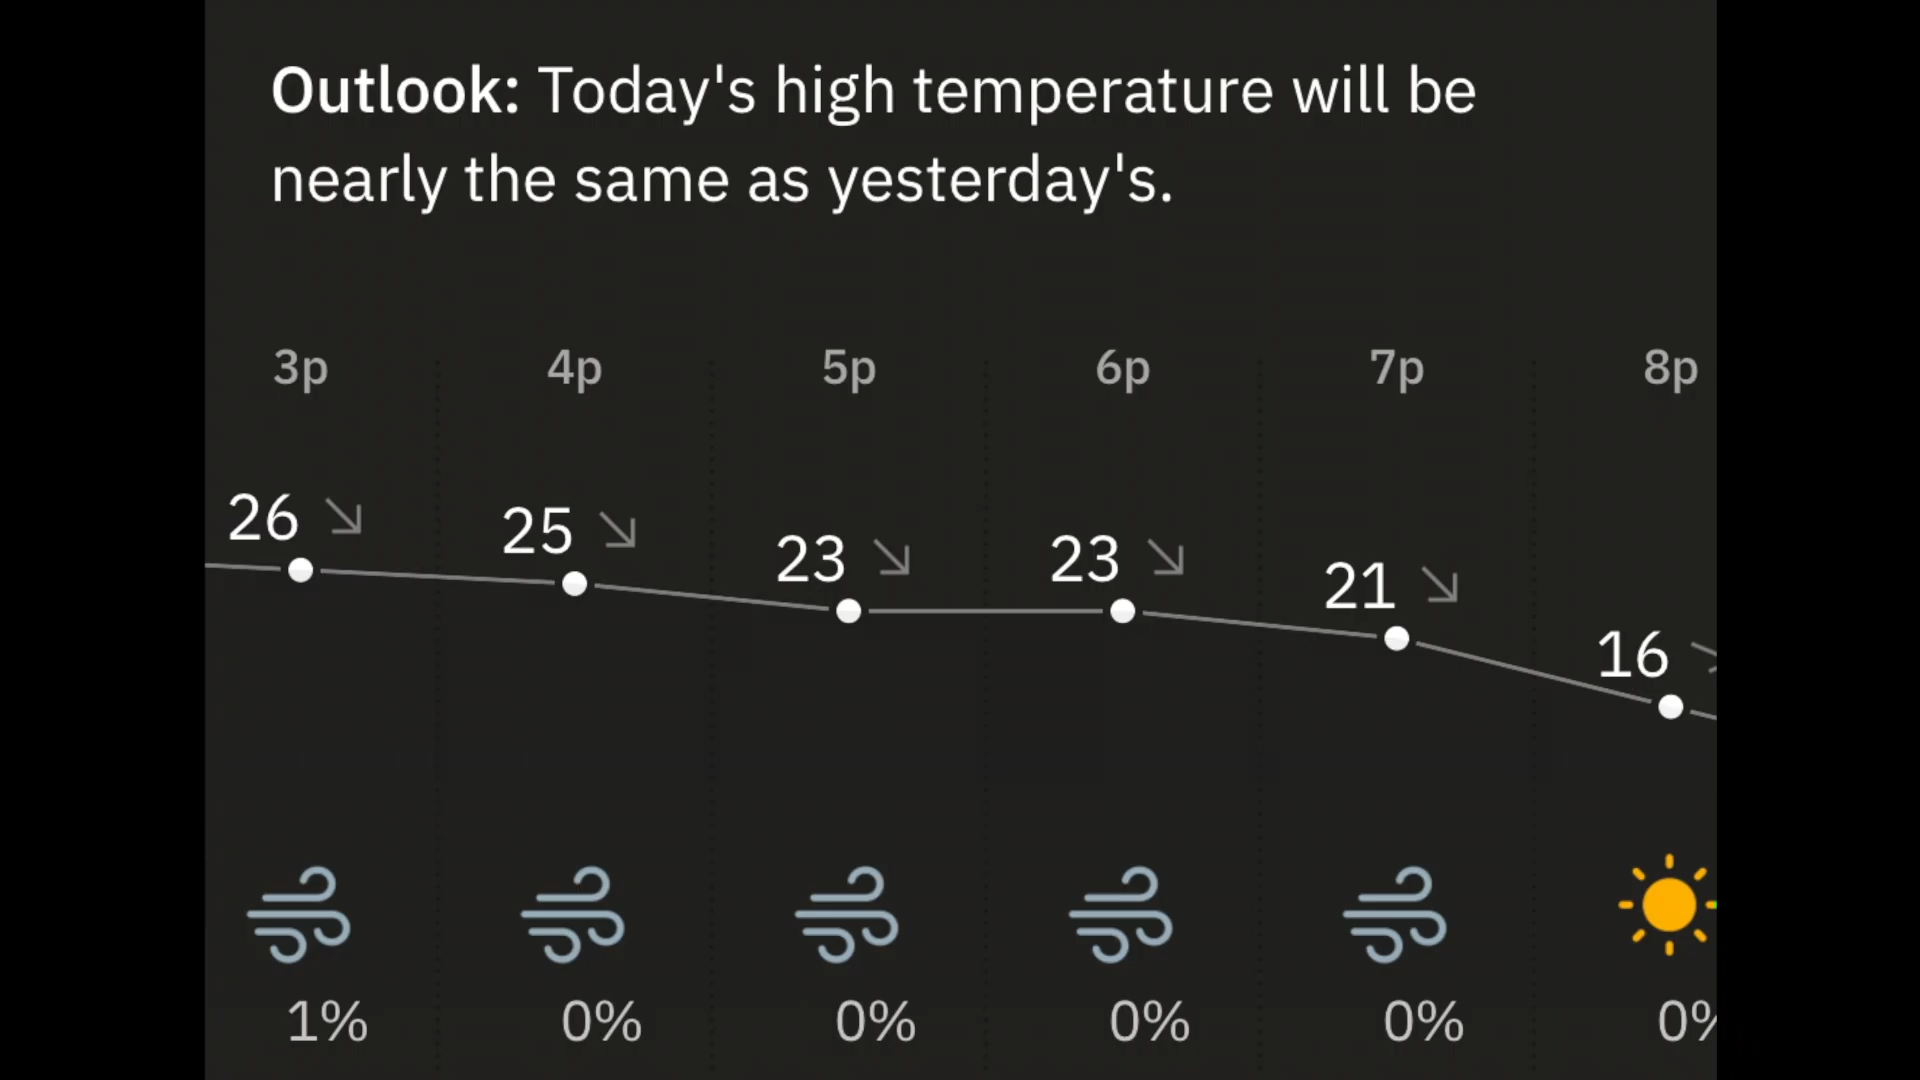 Outlook: Today's high temperature will be
nearly the same as yesterday's.
3p 4p 5p 6p 7p 8p
26 25 23 23 21 16
1% 0% 0% 0% 0% 0%